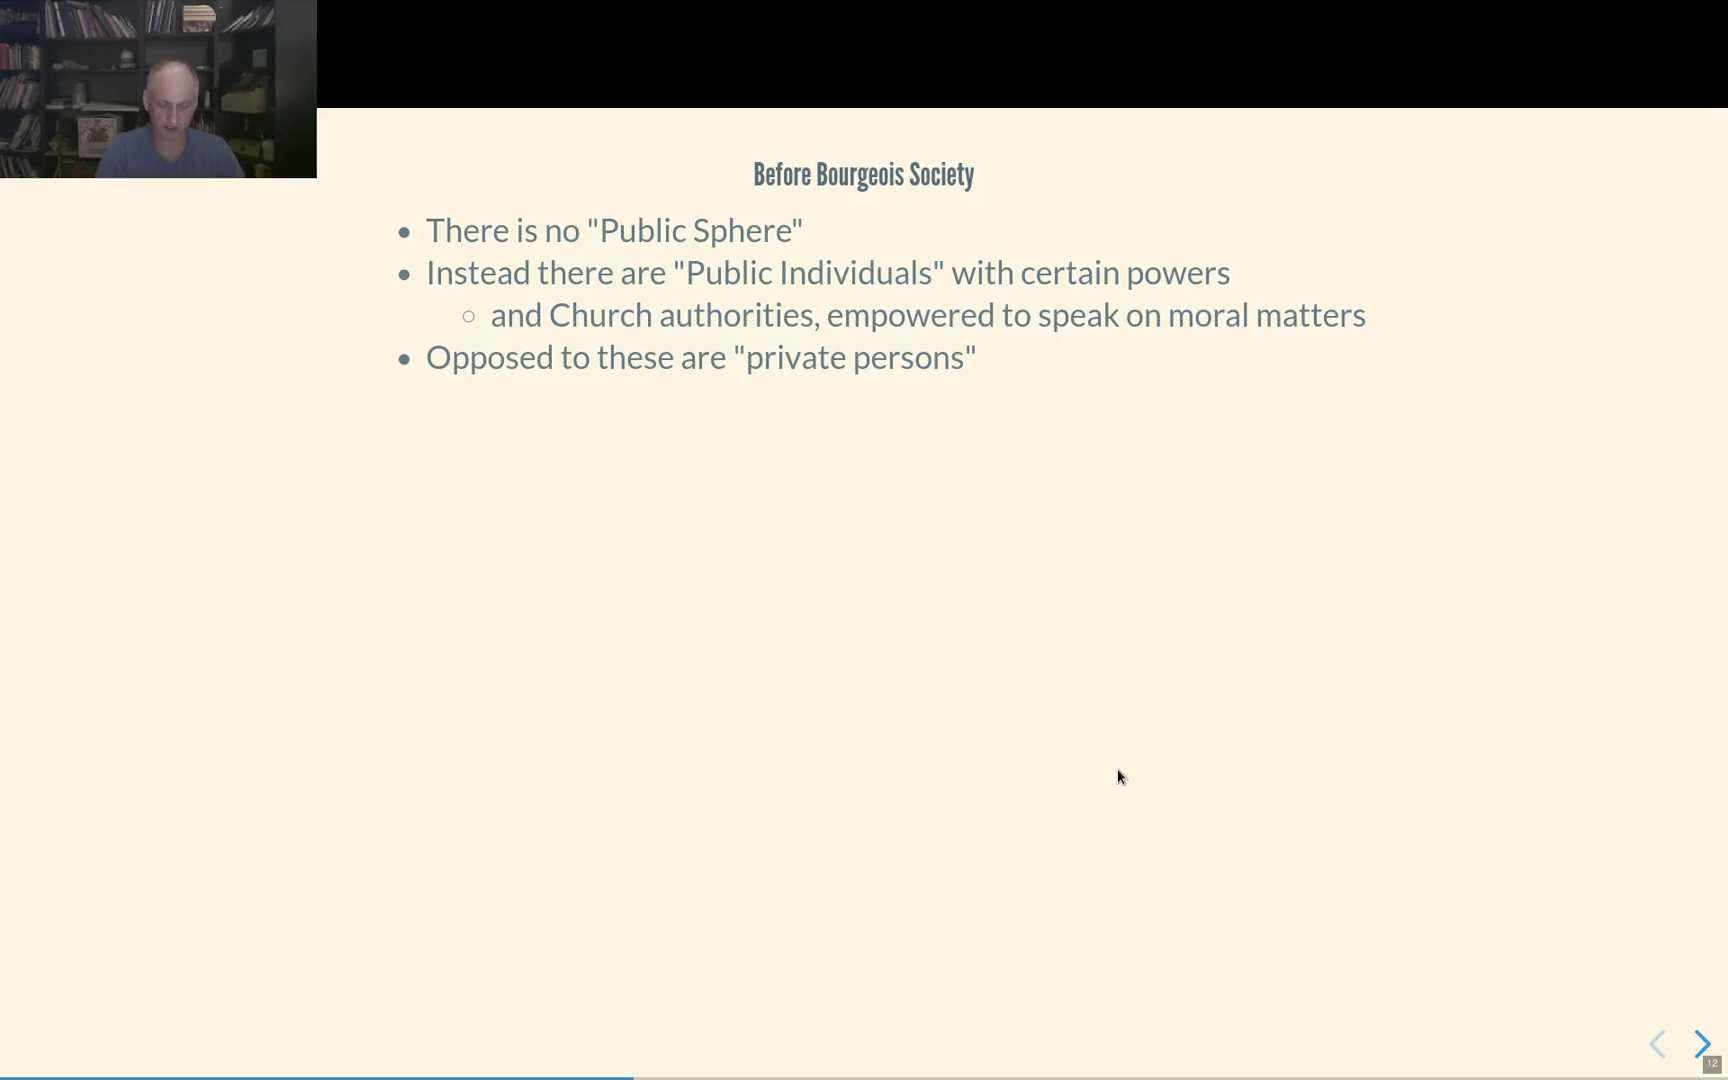 Before Bourgeois Society
There is no "Public Sphere"
Instead there are "Public Individuals" with certain powers
and Church authorities, empowered to speak on moral matters
Opposed to these are "private persons"
12